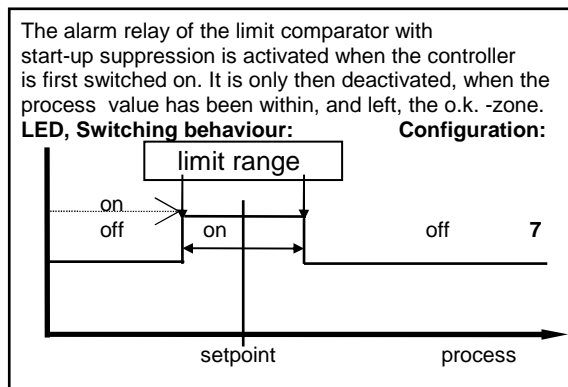 The alarm relay of the limit comparator with
start-up suppression is activated when the controller
is first switched on. It is only then deactivated, when the
process value has been within, and left, the o.k. -zone.
LED, Switching behaviour: Configuration:
limit range
on
off on off 7
setpoint process